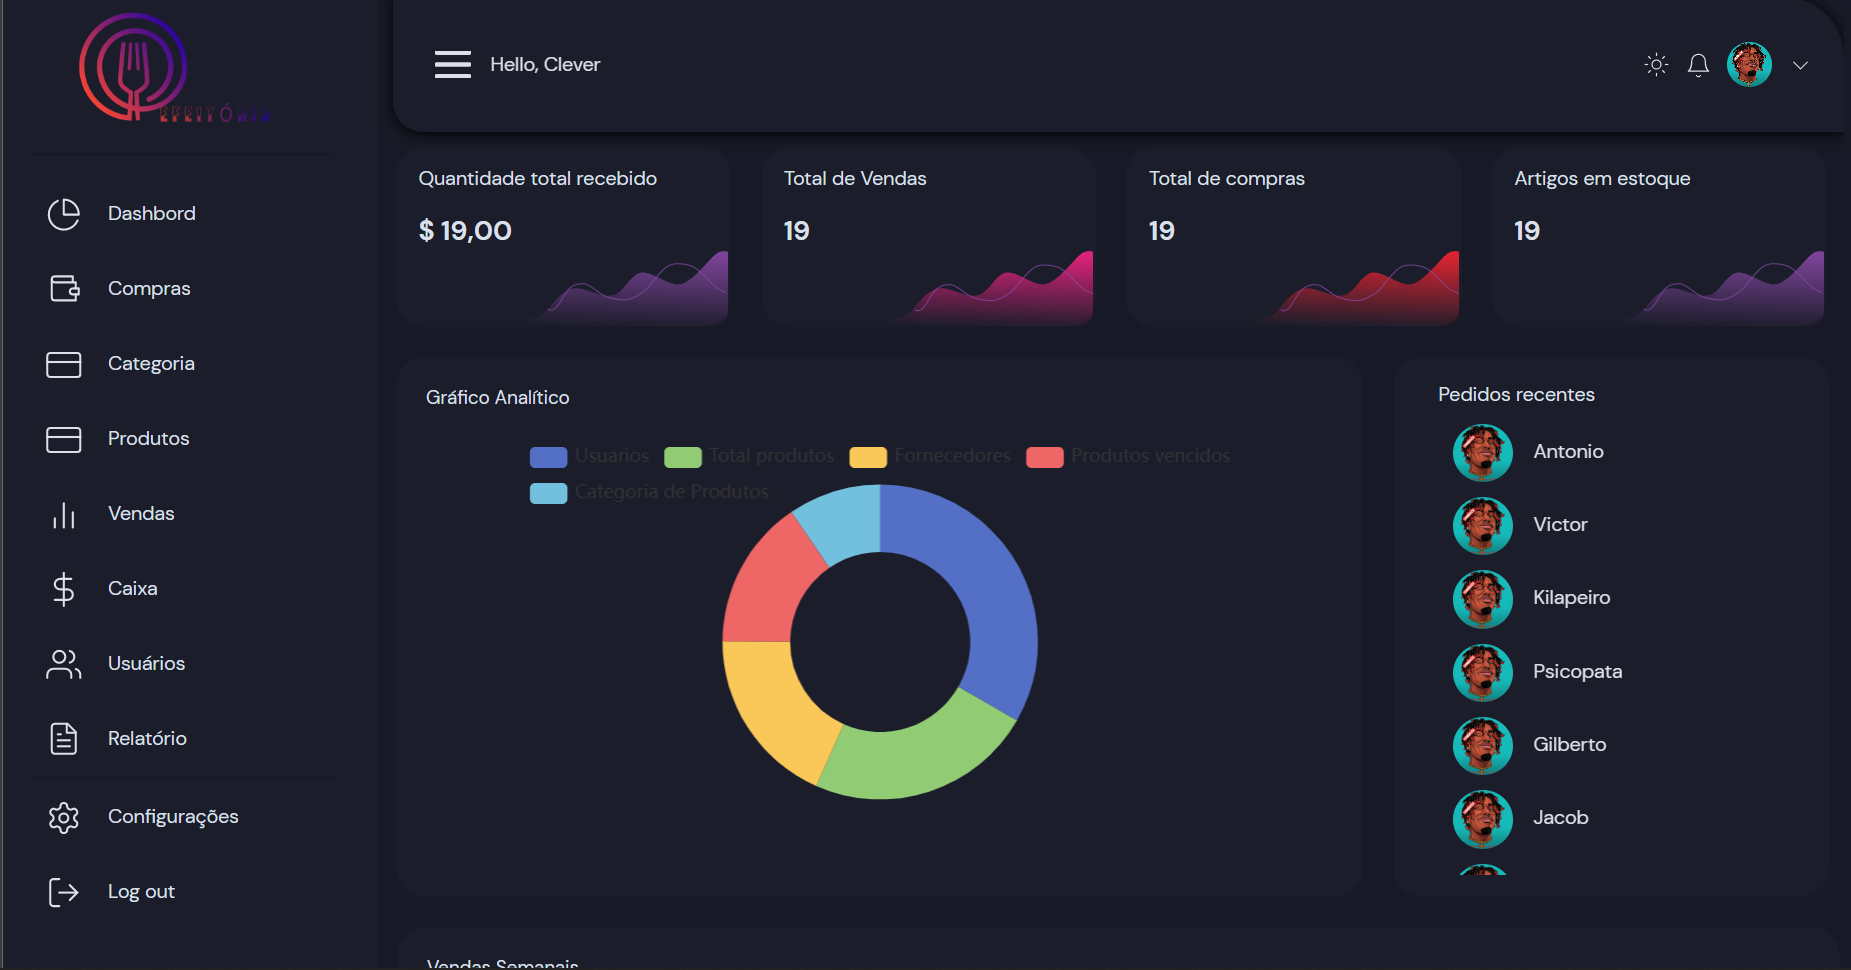 EFEITÓNIA
Dashbord
Compras
Categoria
Produtos
Vendas
Caixa
Usuários
Relatório
Configurações
Log out
Hello, Clever
Quantidade total recebido
$ 19,00
Total de Vendas
19
Total de compras
19
Artigos em estoque
19
Gráfico Analítico
Usuarios
Total produtos
Fornecedores
Produtos vencidos
Categoria de Produtos
Pedidos recentes
Antonio
Victor
Kilapeiro
Psicopata
Gilberto
Jacob
Vendas Semanais